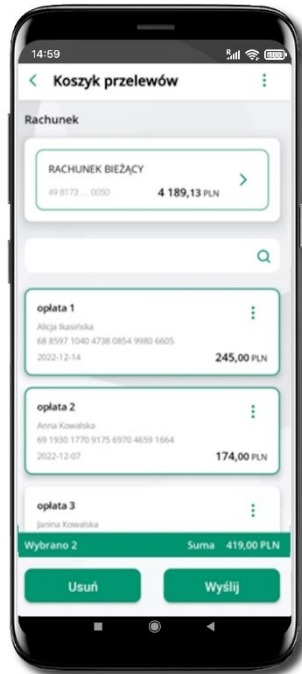 14:59
Koszyk przelewów
Rachunek
RACHUNEK BIEŻĄCY
49 8173 ... 0050 4 189,13 PLN
opłata 1
Alicja Ikasińska
68 8597 1040 4738 0854 9980 6605
2022-12-14 245,00 PLN
opłata 2
Anna Kowalska
69 1930 1770 9175 6970 4659 1664
2022-12-07 174,00 PLN
opłata 3
Janina Kowalska
Wybrano 2 Suma 419,00 PLN
Usuń Wyślij